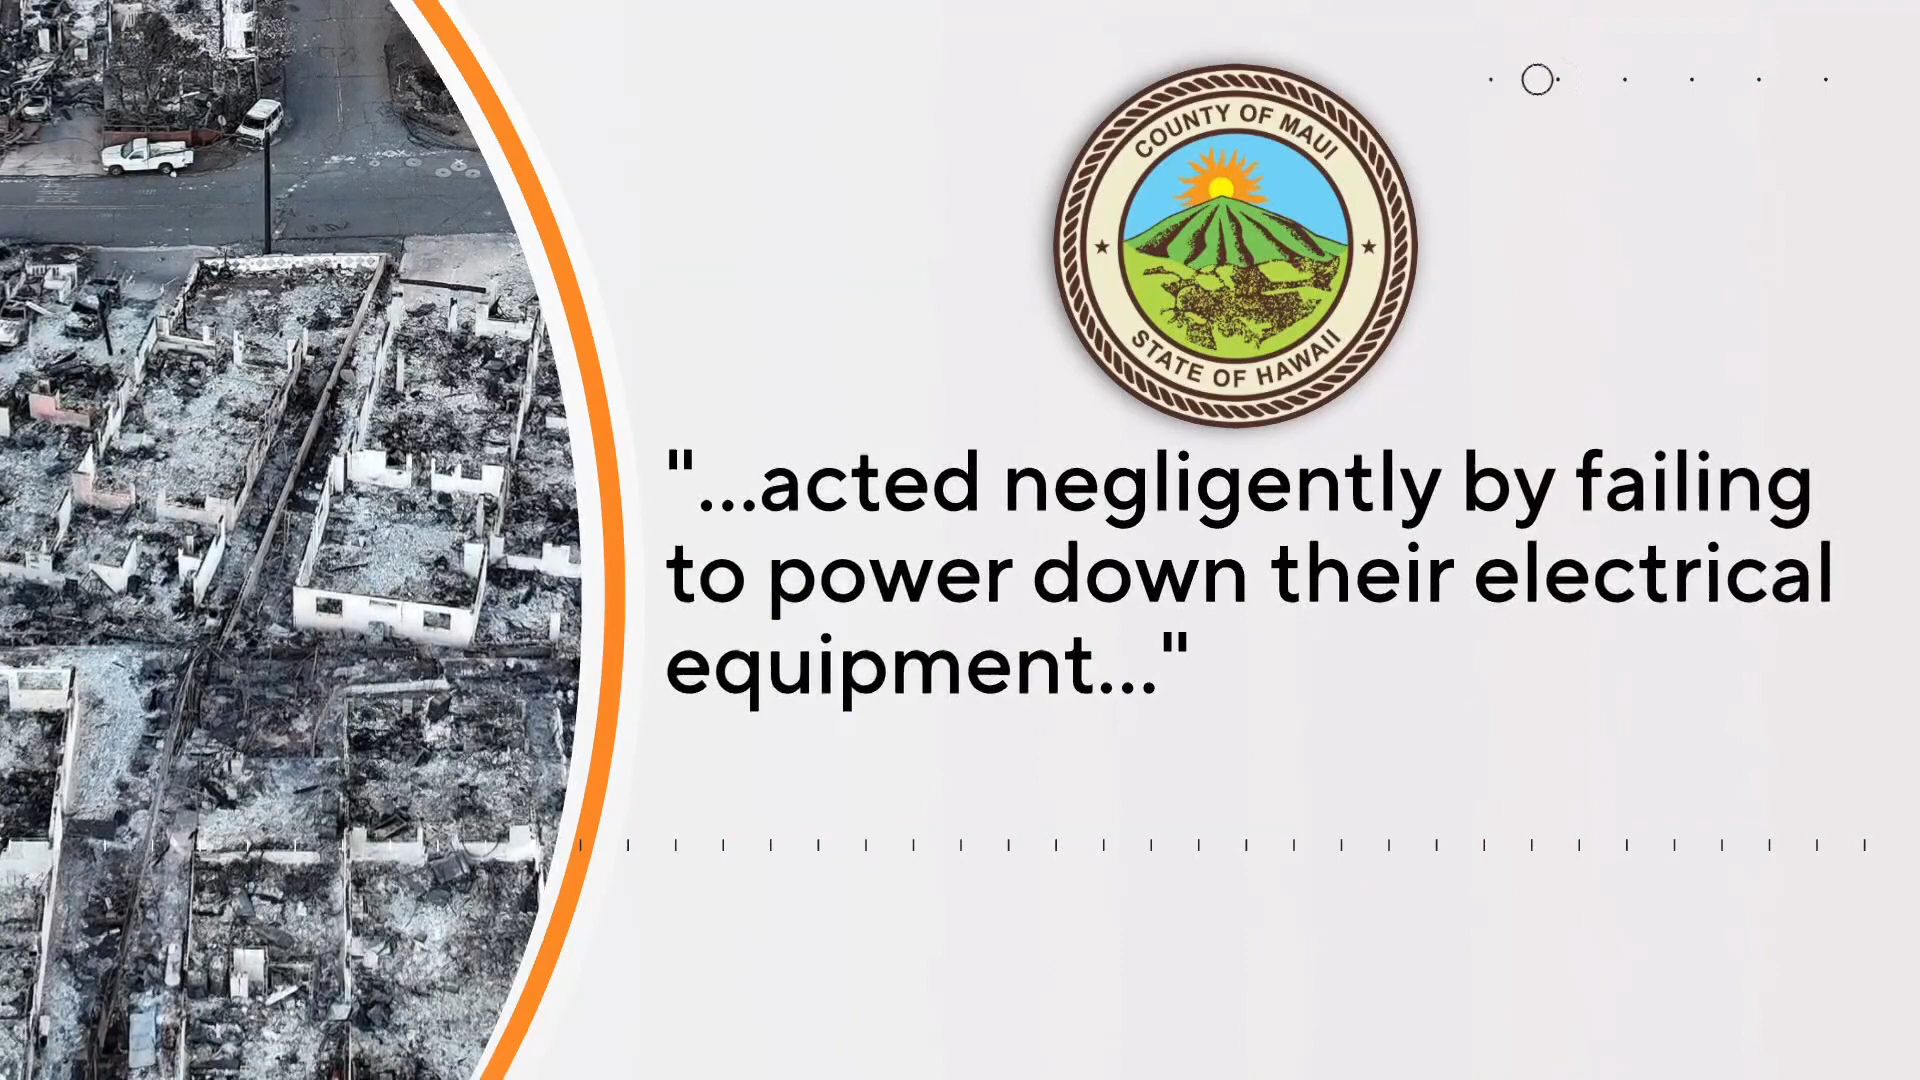 COUNTY OF MAUI
STATE OF HAWAII
"...acted negligently by failing
to power down their electrical
equipment..."